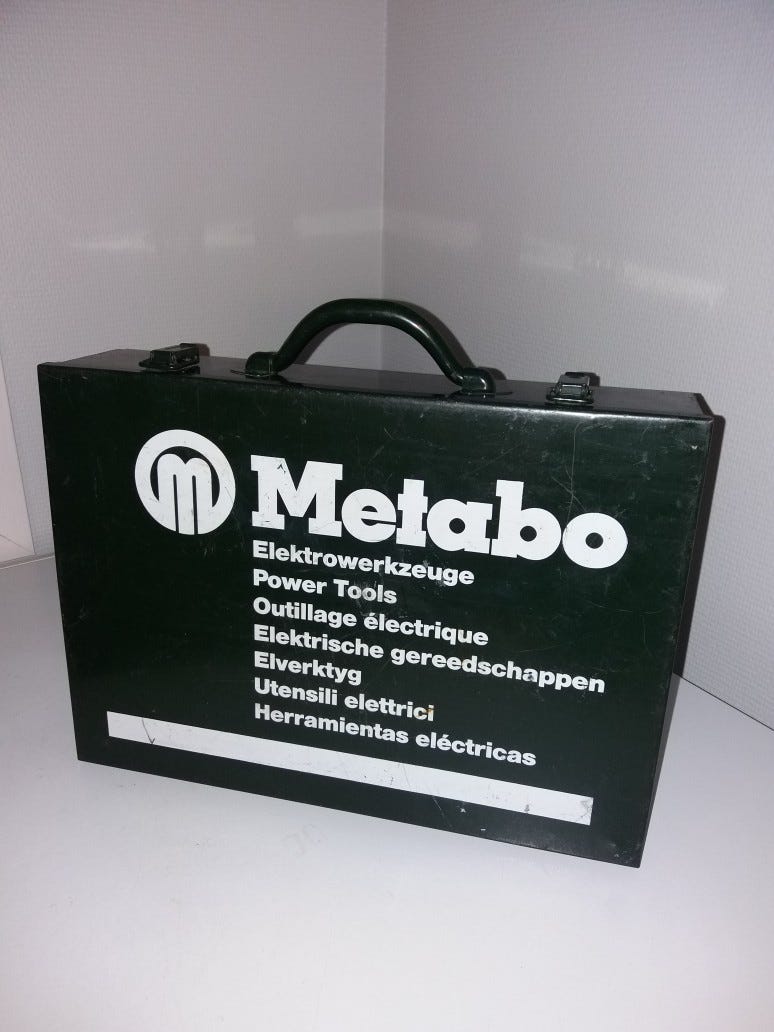 m
Metabo
Elektrowerkzeuge
Power Tools
Outillage électrique
Elektrische gereedschappen
Elverktyg
Utensili elettrici
Herramientas eléctricas